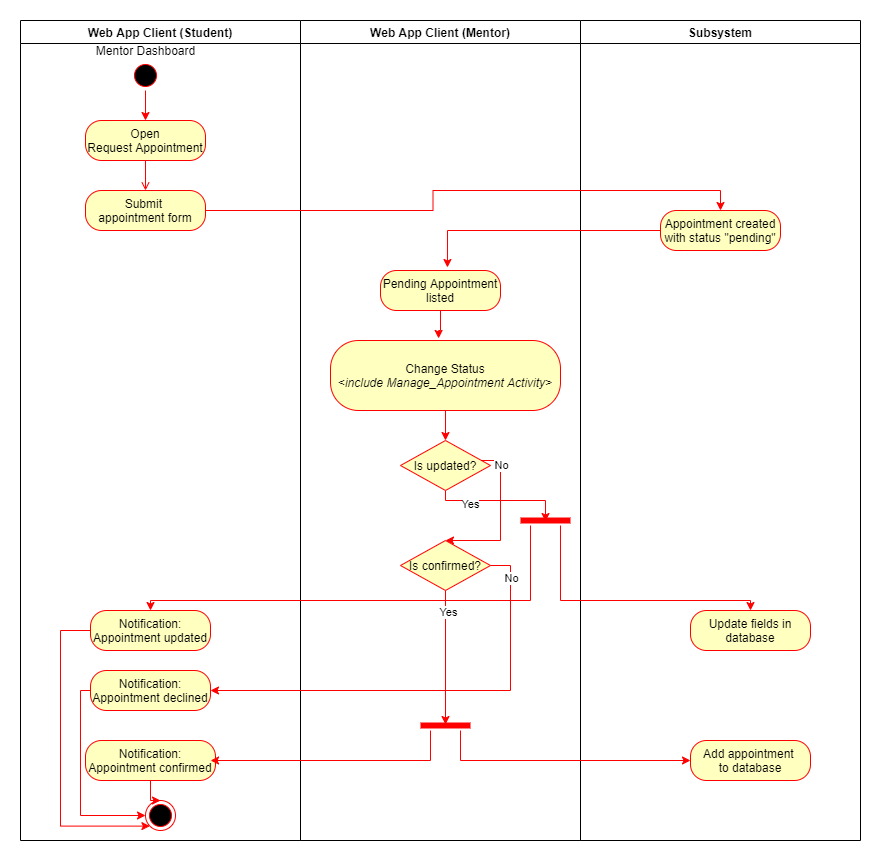 Web App Client (Student)
Web App Client (Mentor)
Subsystem
Mentor Dashboard
Open
Request Appointment
Submit
appointment form
Appointment created
with status "pending"
Pending Appointment
listed
Change Status
<include Manage_Appointment Activity>
Is updated?
No
Yes
Is confirmed?
No
Yes
Notification:
Appointment updated
Update fields in
database
Notification:
Appointment declined
Notification:
Appointment confirmed
Add appointment
to database